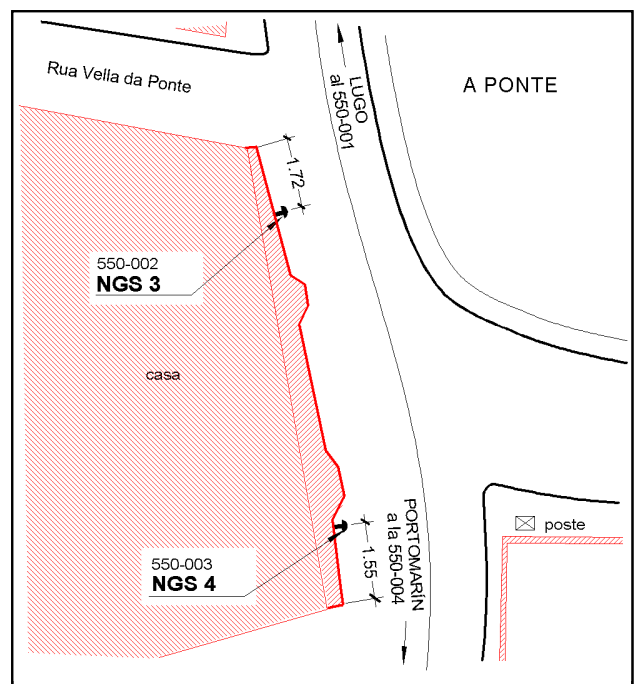 Rua Vella da Ponte
LUGO
al 550-001
A PONTE
1.72
550-002
NGS 3
casa
PORTOMARÍN
a la 550-004
poste
550-003
NGS 4
1.55